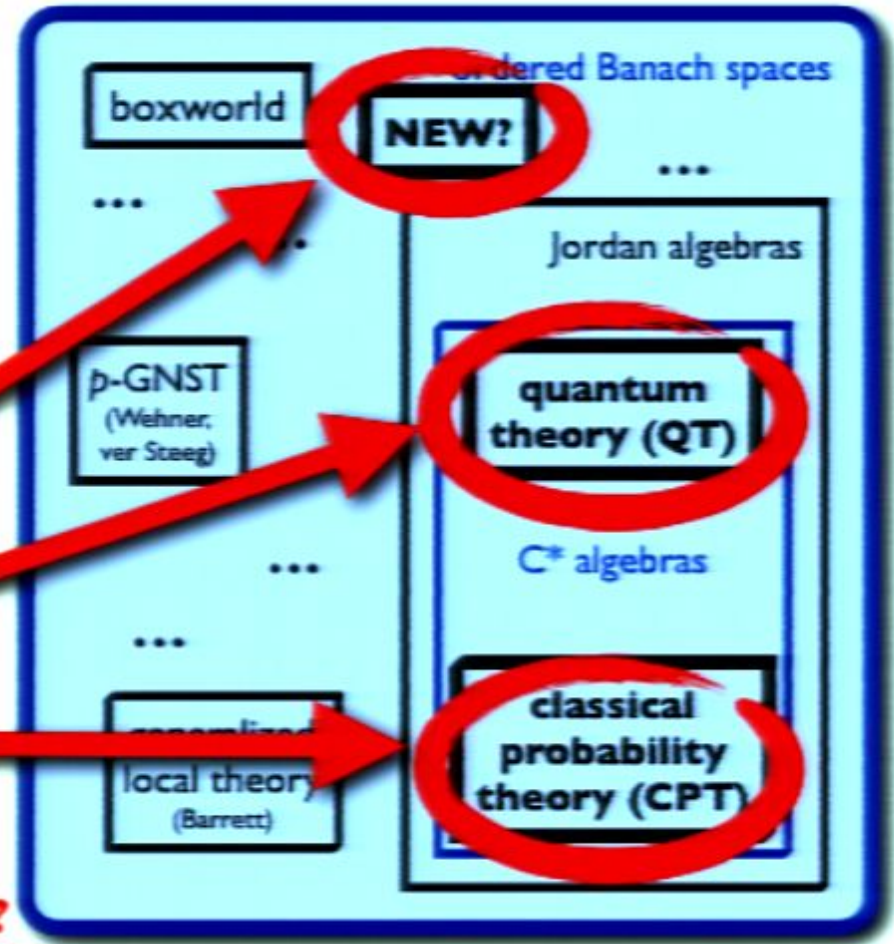 ordered Banach spaces
boxworld
NEW?
...
...
...
Jordan algebras
p-GNST
(Wehner,
ver Steeg)
quantum
theory (QT)
...
C* algebras
...
generalized
local theory
(Barrett)
classical
probability
theory (CPT)
?